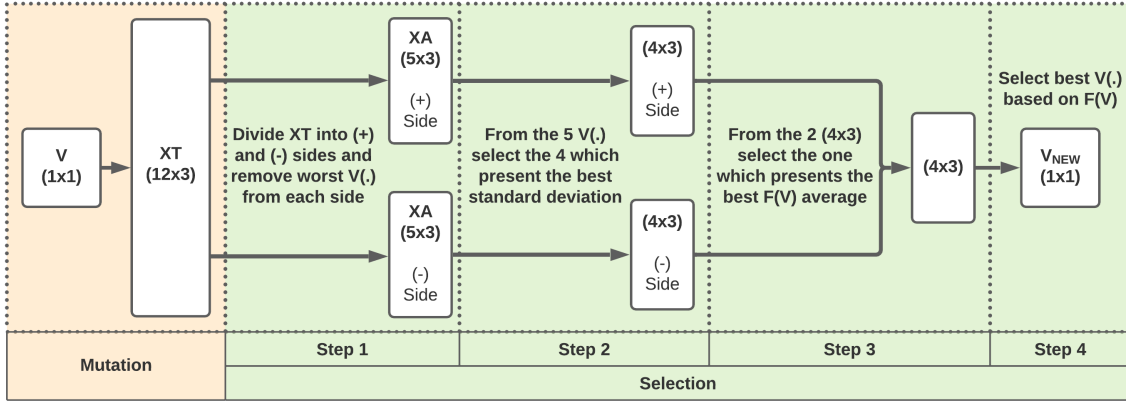 V
(1x1)
XT
(12x3)
Divide XT into (+)
and (-) sides and
remove worst V(.)
from each side
XA
(5x3)
(+)
Side
XA
(5x3)
(-)
Side
From the 5 V(.)
select the 4 which
present the best
standard deviation
(4x3)
(+)
Side
(4x3)
(-)
Side
From the 2 (4x3)
select the one
which presents the
best F(V) average
(4x3)
Select best V(.)
based on F(V)
VNEW
(1x1)
Mutation
Step 1
Step 2
Step 3
Step 4
Selection